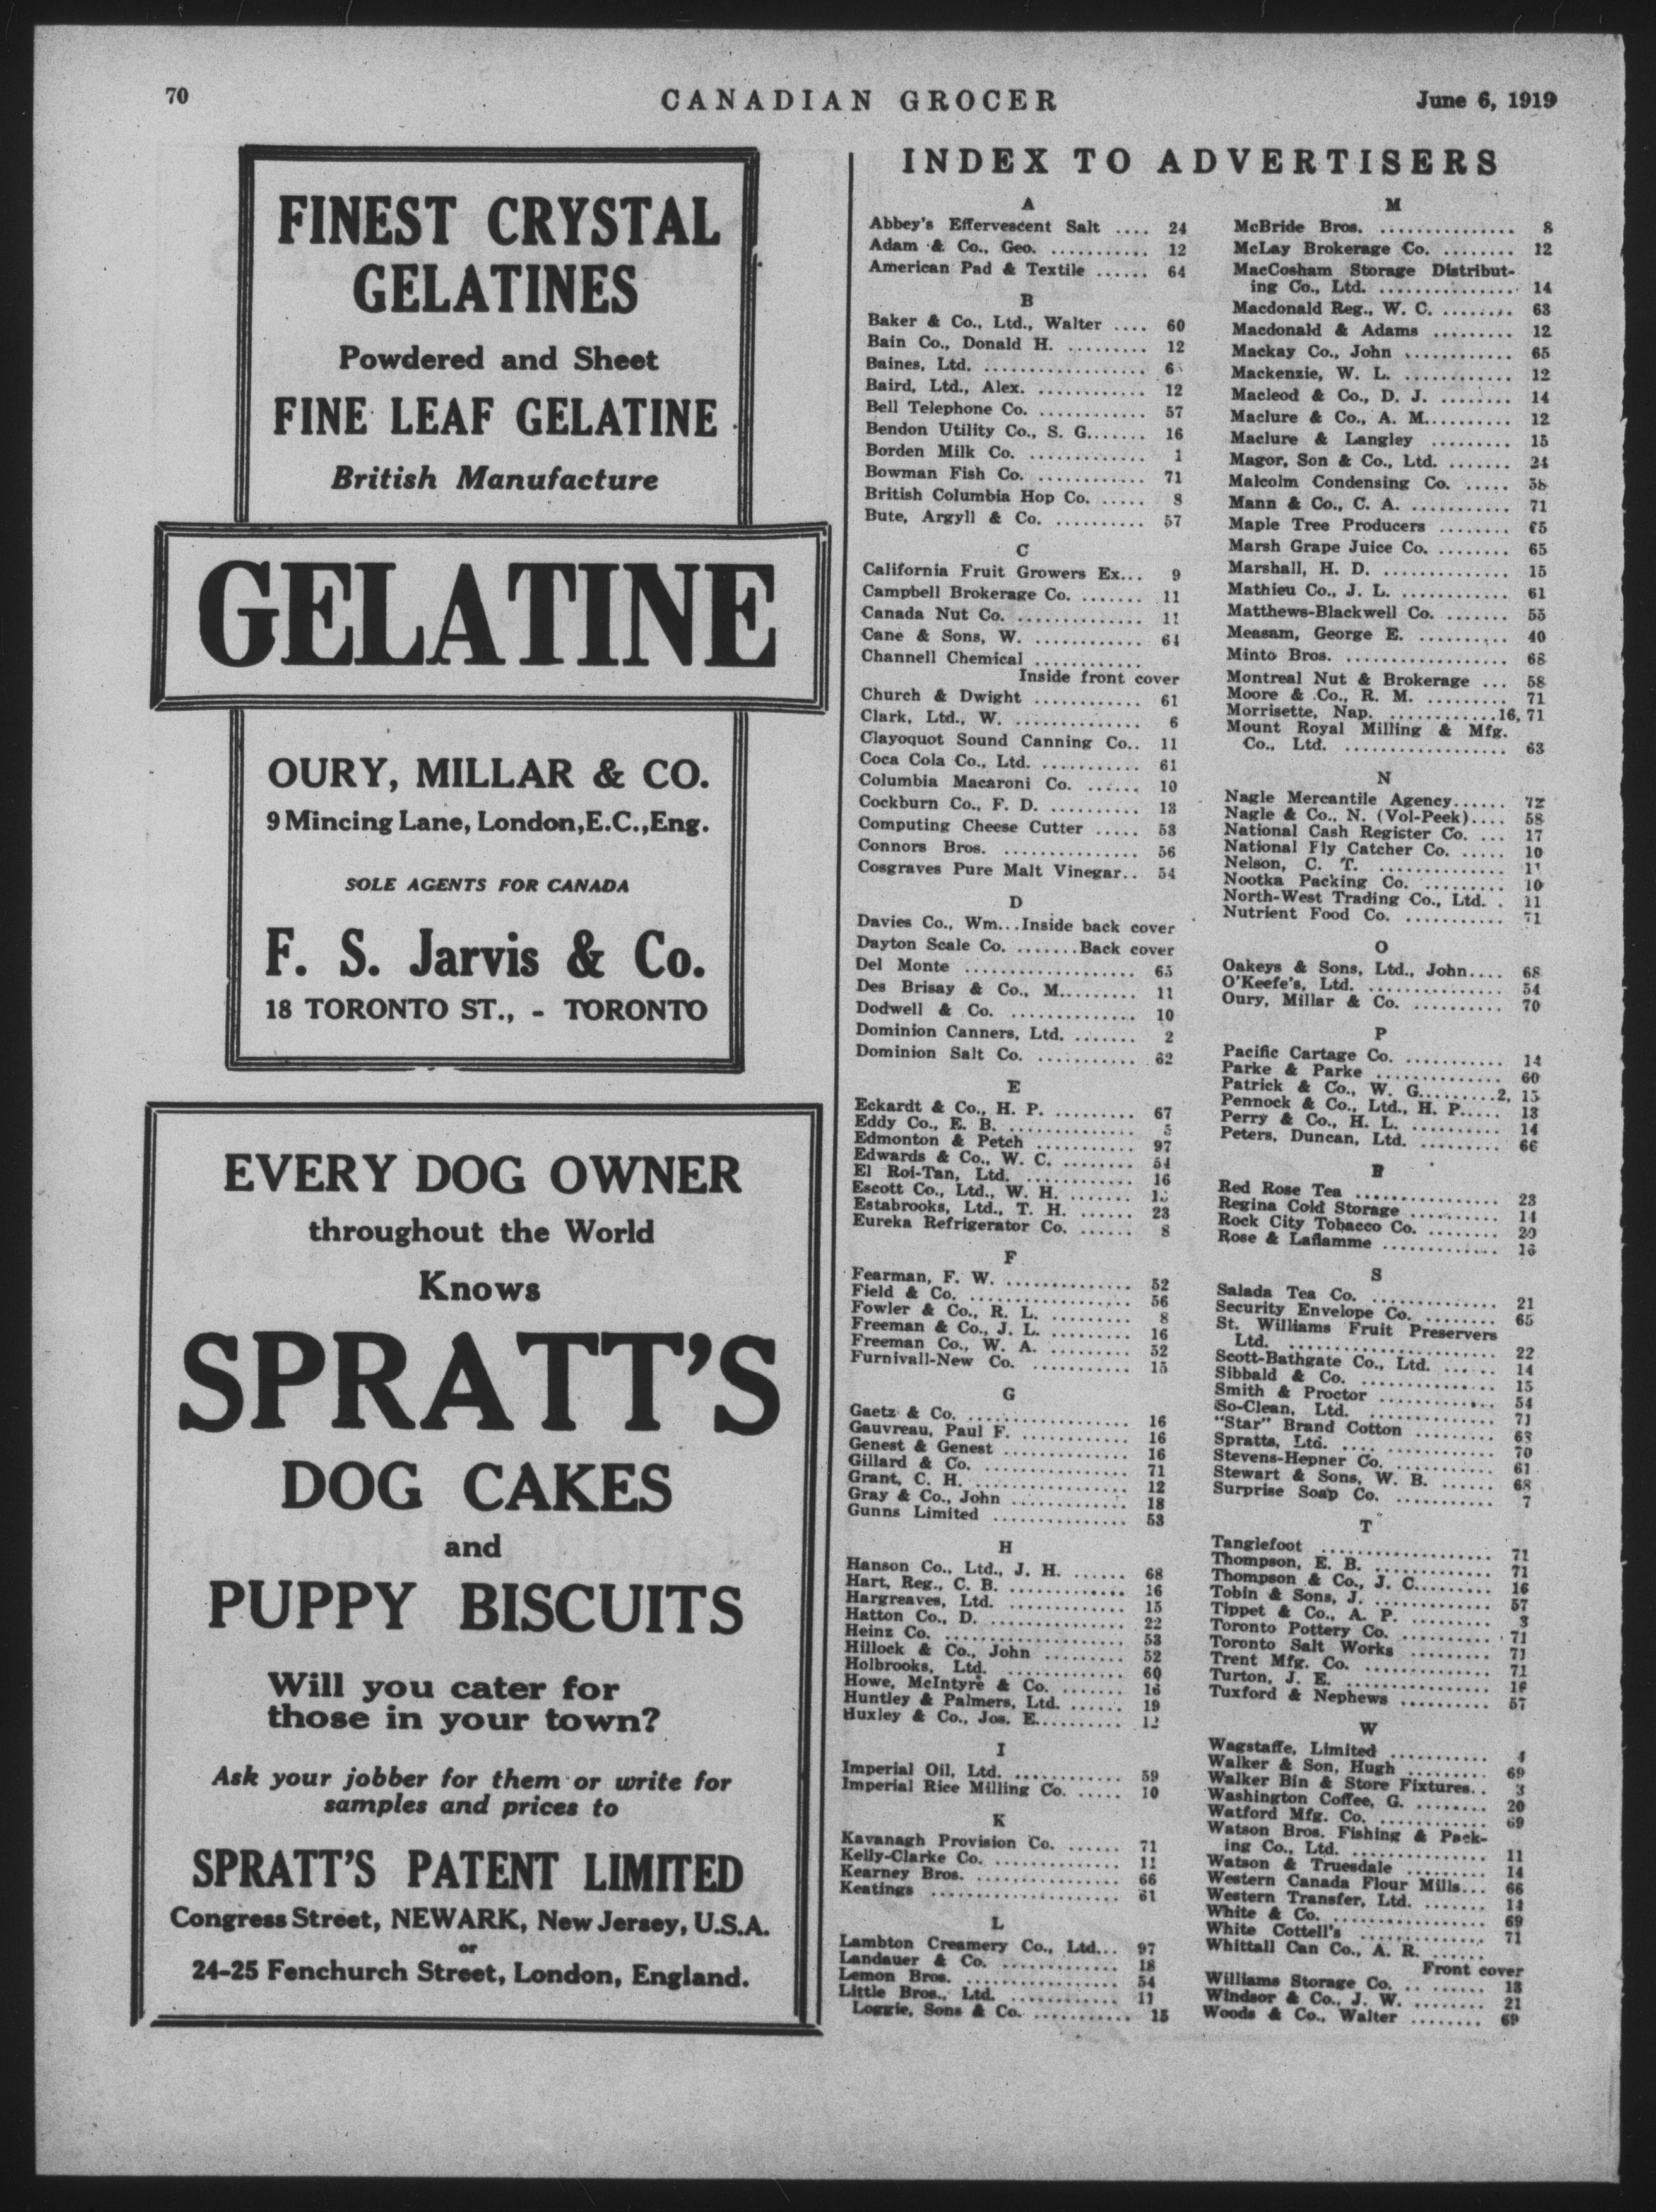 70
CANADIAN GROCER
June 6, 1919
FINEST CRYSTAL
GELATINES
Powdered and Sheet
FINE LEAF GELATINE
British Manufacture
GELATINE
OURY, MILLAR & CO.
9 Mincing Lane, London, E.C., Eng.
SOLE AGENTS FOR CANADA
F. S. Jarvis & Co.
18 TORONTO ST., - TORONTO
EVERY DOG OWNER
throughout the World
Knows
SPRATT'S
DOG CAKES
and
PUPPY BISCUITS
Will you cater for
those in your town?
Ask your jobber for them or write for
samples and prices to
SPRATT'S PATENT LIMITED
Congress Street, NEWARK, New Jersey, U.S.A.
or
24-25 Fenchurch Street, London, England.
INDEX TO ADVERTISERS
A
Abbey's Effervescent Salt .... 24
Adam & Co., Geo. ........... 12
American Pad & Textile ...... 64
B
Baker & Co., Ltd., Walter .... 60
Bain Co., Donald H. ......... 12
Baines, Ltd. ..................
Baird, Ltd., Alex. ............ 12
Bell Telephone Co. ............ 57
Bendon Utility Co., S. G....... 16
Borden Milk Co. ............. 1
Bowman Fish Co. ............ 71
British Columbia Hop Co. ..... 8
Bute, Argyll & Co. .......... 57
C
California Fruit Growers Ex... 9
Campbell Brokerage Co. ....... 11
Canada Nut Co. .............. 11
Cane & Sons, W. ............ 64
Channell Chemical ............
Inside front cover
Church & Dwight ............ 61
Clark, Ltd., W. .............. 6
Clayoquot Sound Canning Co.. 11
Coca Cola Co., Ltd. ........... 61
Columbia Macaroni Co. ...... 10
Cockburn Co., F. D. .......... 13
Computing Cheese Cutter ..... 53
Connors Bros. ............... 56
Cosgraves Pure Malt Vinegar.. 54
D
Davies Co., Wm...Inside back cover
Dayton Scale Co. .......Back cover
Del Monte ................... 65
Des Brisay & Co., M......... 11
Dodwell & Co. .............. 10
Dominion Canners, Ltd. ....... 2
Dominion Salt Co. ........... 62
E
Eckardt & Co., H. P. ......... 67
Eddy Co., E. B. .............. 5
Edmonton & Petch ........... 97
Edwards & Co., W. C. ........ 54
El Roi-Tan, Ltd. ............ 16
Escott Co., Ltd., W. H. .......
Estabrooks, Ltd., T. H. ...... 23
Eureka Refrigerator Co. ...... 8
F
Fearman, F. W. .............. 52
Field & Co. .................. 56
Fowler & Co., R. L. ......... 8
Freeman & Co., J. L. ......... 16
Freeman Co., W. A. ......... 52
Furnivall-New Co. ........... 15
G
Gaetz & Co. .................. 16
Gauvreau, Paul F. ............ 16
Genest & Genest .............. 16
Gillard & Co. ................ 71
Grant, C. H. ................. 12
Gray & Co., John ............. 18
Gunns Limited ............... 53
H
Hanson Co., Ltd., J. H. ...... 68
Hart, Reg., C. B. ............. 16
Hargreaves, Ltd. ............. 15
Hatton Co., D. ............... 22
Heinz Co. .................... 53
Hillock & Co., John ......... 52
Holbrooks, Ltd. ............. 60
Howe, McIntyre & Co. ....... 16
Huntley & Palmers, Ltd. ...... 19
Huxley & Co., Jos. E.......... 12
I
Imperial Oil, Ltd. ............ 59
Imperial Rice Milling Co. ..... 10
K
Kavanagh Provision Co. ...... 71
Kelly-Clarke Co. .............. 11
Kearney Bros. ................ 66
Keatings ..................... 61
L
Lambton Creamery Co., Ltd... 97
Landauer & Co. ............. 18
Lemon Bros. ................. 54
Little Bros., Ltd. ............ 11
Loggie, Sons & Co. ........... 15
M
McBride Bros. ............... 8
McLay Brokerage Co. ........ 12
MacCosham Storage Distribut-
ing Co., Ltd. ............... 14
Macdonald Reg., W. C. ........ 63
Macdonald & Adams ......... 12
Mackay Co., John ............ 65
Mackenzie, W. L. ............ 12
Macleod & Co., D. J. ........ 14
Maclure & Co., A. M.......... 12
Maclure & Langley ......... 15
Magor, Son & Co., Ltd. ....... 24
Malcolm Condensing Co. ..... 58
Mann & Co., C. A. ........... 71
Maple Tree Producers ........ 65
Marsh Grape Juice Co. ........ 65
Marshall, H. D. .............. 15
Mathieu Co., J. L. ............ 61
Matthews-Blackwell Co. ....... 55
Measam, George E. .......... 40
Minto Bros. .................. 68
Montreal Nut & Brokerage ... 58
Moore & Co., R. M. ......... 71
Morrisette, Nap. ............16, 71
Mount Royal Milling & Mfg.
Co., Ltd. .................. 63
N
Nagle Mercantile Agency...... 72
Nagle & Co., N. (Vol-Peek).... 58
National Cash Register Co. ... 17
National Fly Catcher Co. ..... 10
Nelson, C. T. .............. 11
Nootka Packing Co. ......... 10
North-West Trading Co., Ltd. . 11
Nutrient Food Co. ........... 71
O
Oakeys & Sons, Ltd., John.... 68
O'Keefe's, Ltd. ............... 54
Oury, Millar & Co. .......... 70
P
Pacific Cartage Co. ........... 14
Parke & Parke .............. 60
Patrick & Co., W. G.........2, 15
Pennock & Co., Ltd., H. P..... 13
Perry & Co., H. L. .......... 14
Peters, Duncan, Ltd. ......... 66
R
Red Rose Tea ................ 23
Regina Cold Storage .......... 14
Rock City Tobacco Co. ........ 20
Rose & Laflamme ............. 16
S
Salada Tea Co. .............. 21
Security Envelope Co. ........ 65
St. Williams Fruit Preservers
Ltd. ........................ 22
Scott-Bathgate Co., Ltd. ...... 14
Sibbald & Co. ............... 15
Smith & Proctor ............. 54
So-Clean, Ltd. .............. 71
"Star" Brand Cotton ......... 63
Spratts, Ltd. ................ 70
Stevens-Hepner Co. ........... 61
Stewart & Sons, W. B. ...... 68
Surprise Soap Co. ........... 7
T
Tanglefoot ................... 71
Thompson, E. B. ............. 71
Thompson & Co., J. C......... 16
Tobin & Sons, J. ............. 57
Tippet & Co., A. P. ......... 3
Toronto Pottery Co. .......... 71
Toronto Salt Works ......... 71
Trent Mfg. Co. .............. 71
Turton, J. E. ................ 16
Tuxford & Nephews .......... 57
W
Wagstaffe, Limited ........... 4
Walker & Son, Hugh ......... 69
Walker Bin & Store Fixtures.. 3
Washington Coffee, G. ........ 20
Watford Mfg. Co. ............ 69
Watson Bros. Fishing & Pack-
ing Co., Ltd. ............... 11
Watson & Truesdale ......... 14
Western Canada Flour Mills... 66
Western Transfer, Ltd. ....... 14
White & Co. ................. 69
White Cottell's ............. 71
Whittall Can Co., A. R. ......
Front cover
Williams Storage Co. ......... 13
Windsor & Co., J. W. ........ 21
Woods & Co., Walter ........ 69